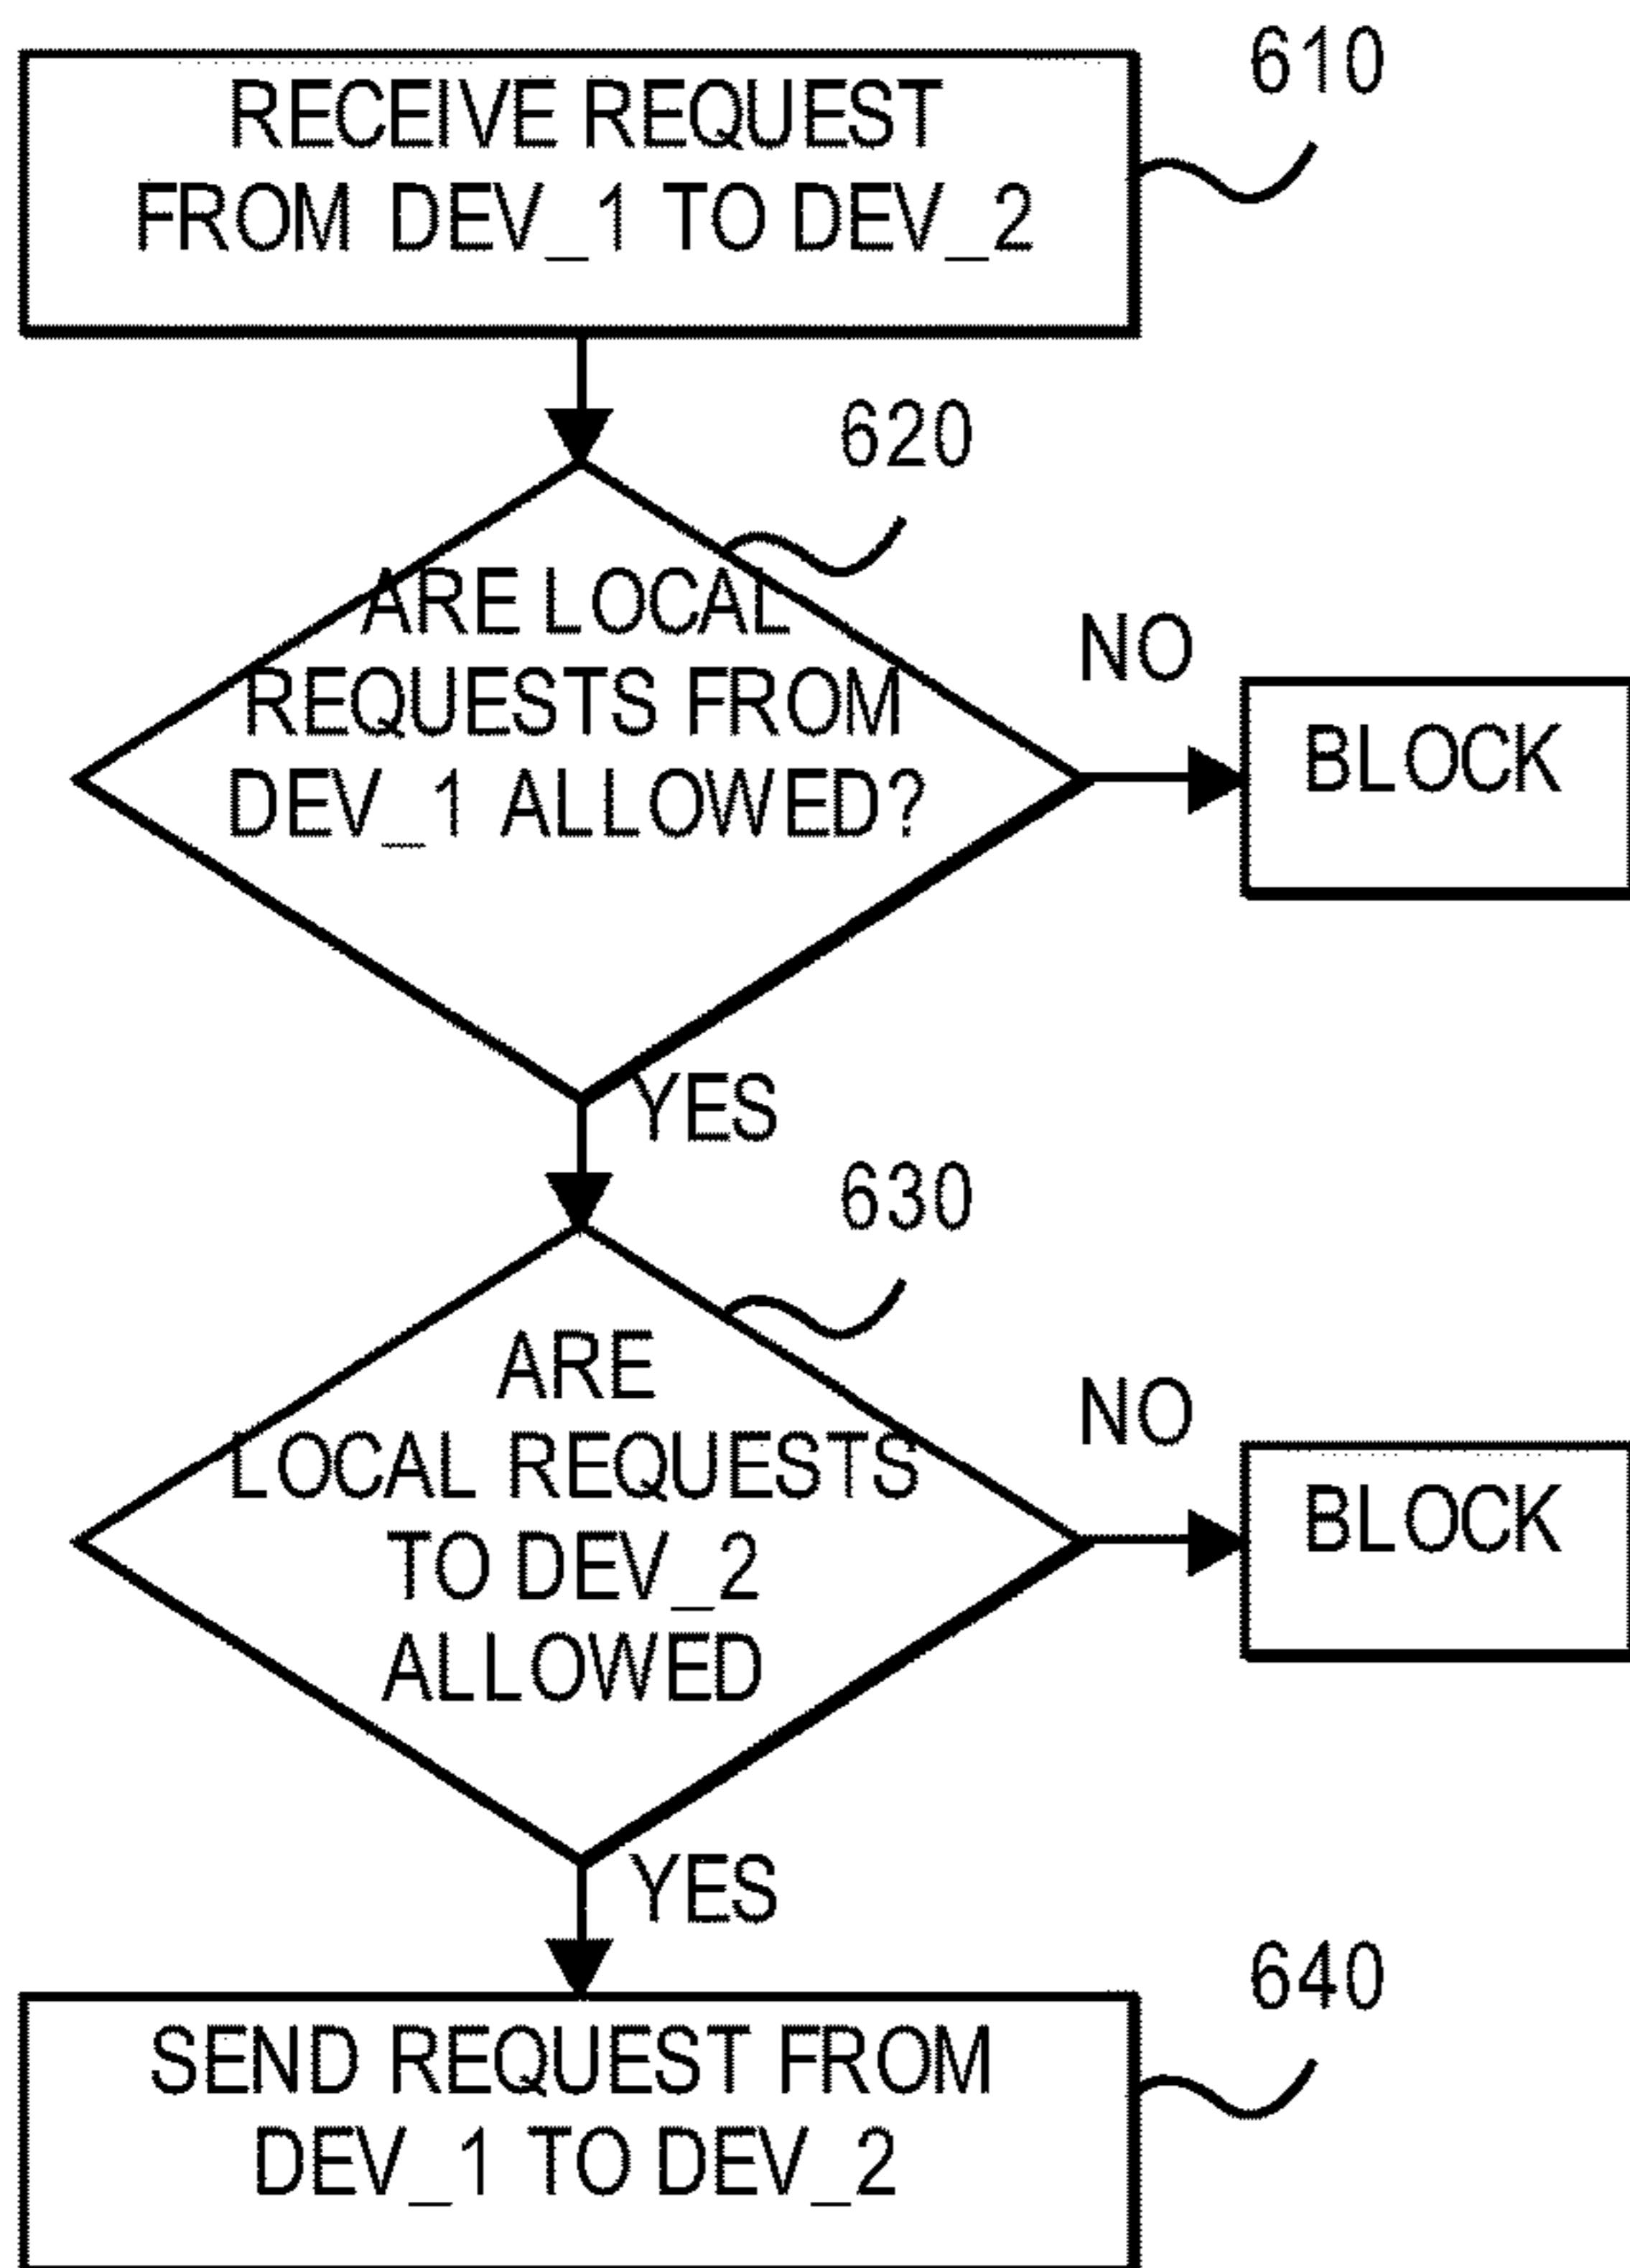 610
RECEIVE REQUEST
FROM DEV_1 TO DEV_2
620
ARE LOCAL
REQUESTS FROM
DEV_1 ALLOWED?
NO
BLOCK
YES
630
ARE
LOCAL REQUESTS
TO DEV_2
ALLOWED
NO
BLOCK
YES
640
SEND REQUEST FROM
DEV_1 TO DEV_2